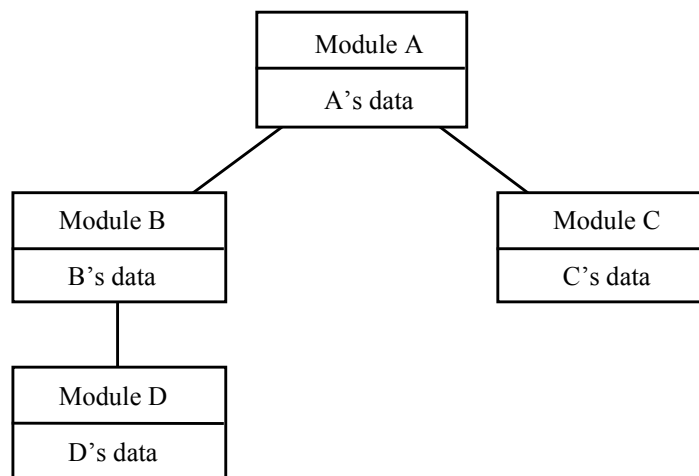 Module A
A’s data
Module B
B’s data
Module C
C’s data
Module D
D’s data